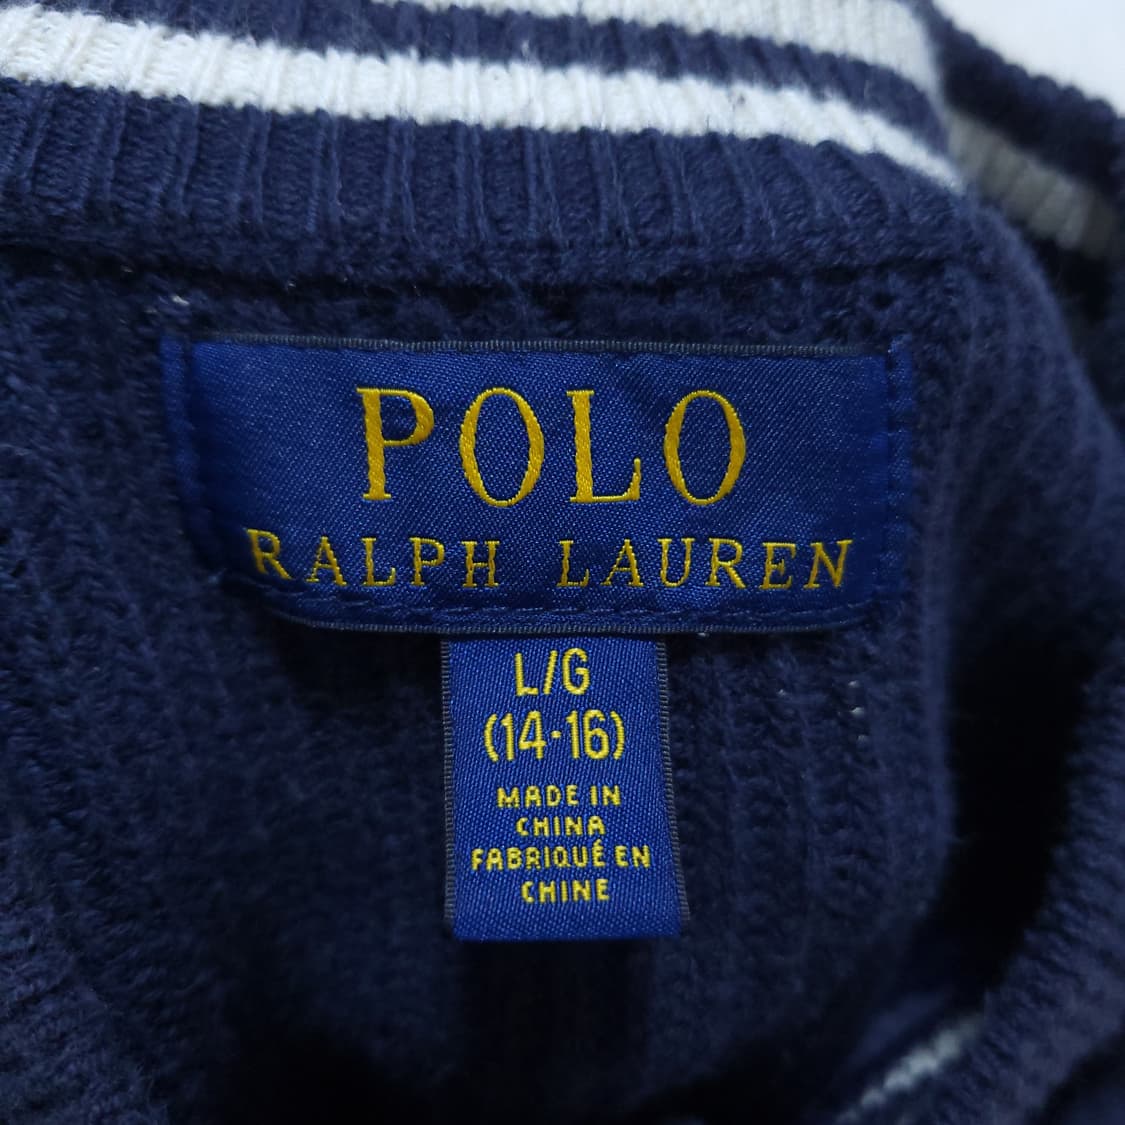 POLO
RALPH LAUREN
L/G
(14·16)
MADE IN
CHINA
FABRIQUÉ EN
CHINE